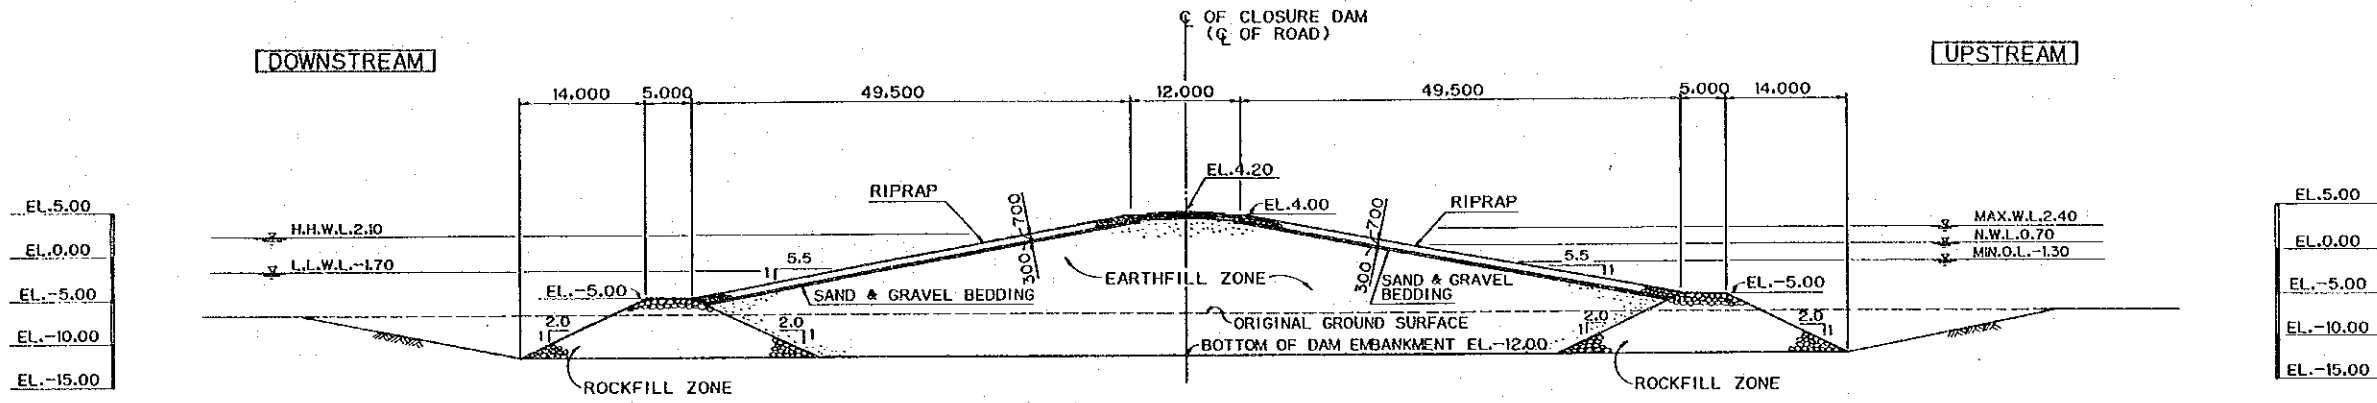 ℄ OF CLOSURE DAM
(℄ OF ROAD)
DOWNSTREAM
UPSTREAM
14,000
5,000
49,500
12,000
49,500
5,000
14,000
EL.4.20
RIPRAP
EL.4.00
RIPRAP
700
700
EL.5.00
EL.5.00
H.H.W.L.2.10
MAX.W.L.2.40
N.W.L.0.70
EL.0.00
EL.0.00
MIN.O.L.-1.30
L.L.W.L.-1.70
5.5
1
5.5
1
300
300
EARTHFILL ZONE
SAND & GRAVEL BEDDING
SAND & GRAVEL
BEDDING
EL.-5.00
EL.-5.00
EL.-5.00
EL.-5.00
ORIGINAL GROUND SURFACE
2.0
1
2.0
1
2.0
1
2.0
1
EL.-10.00
EL.-10.00
BOTTOM OF DAM EMBANKMENT EL.-12.00
EL.-15.00
EL.-15.00
ROCKFILL ZONE
ROCKFILL ZONE